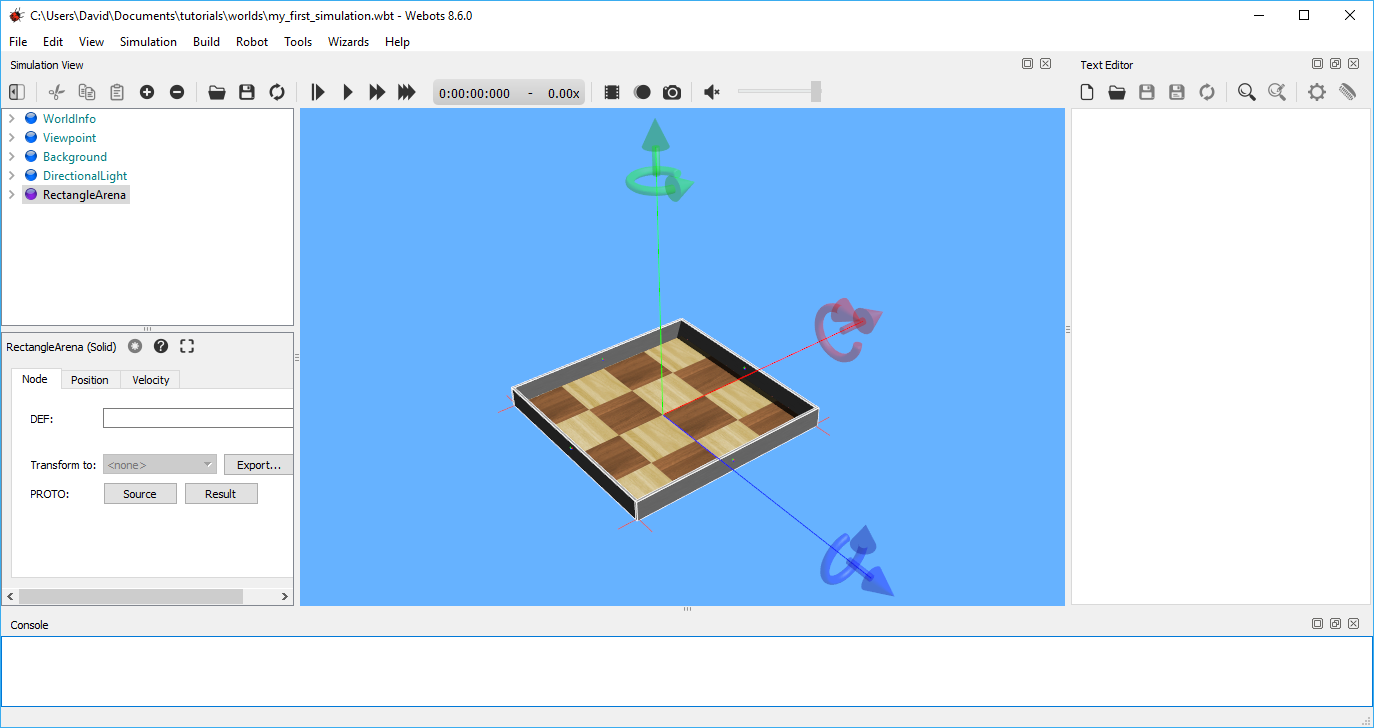 C:\Users\David\Documents\tutorials\worlds\my_first_simulation.wbt - Webots 8.6.0
File Edit View Simulation Build Robot Tools Wizards Help
Simulation View
Text Editor
0:00:00:000 - 0.00x
WorldInfo
Viewpoint
Background
DirectionalLight
RectangleArena
RectangleArena (Solid)
Node Position Velocity
DEF:
Transform to: <none> Export...
PROTO: Source Result
Console